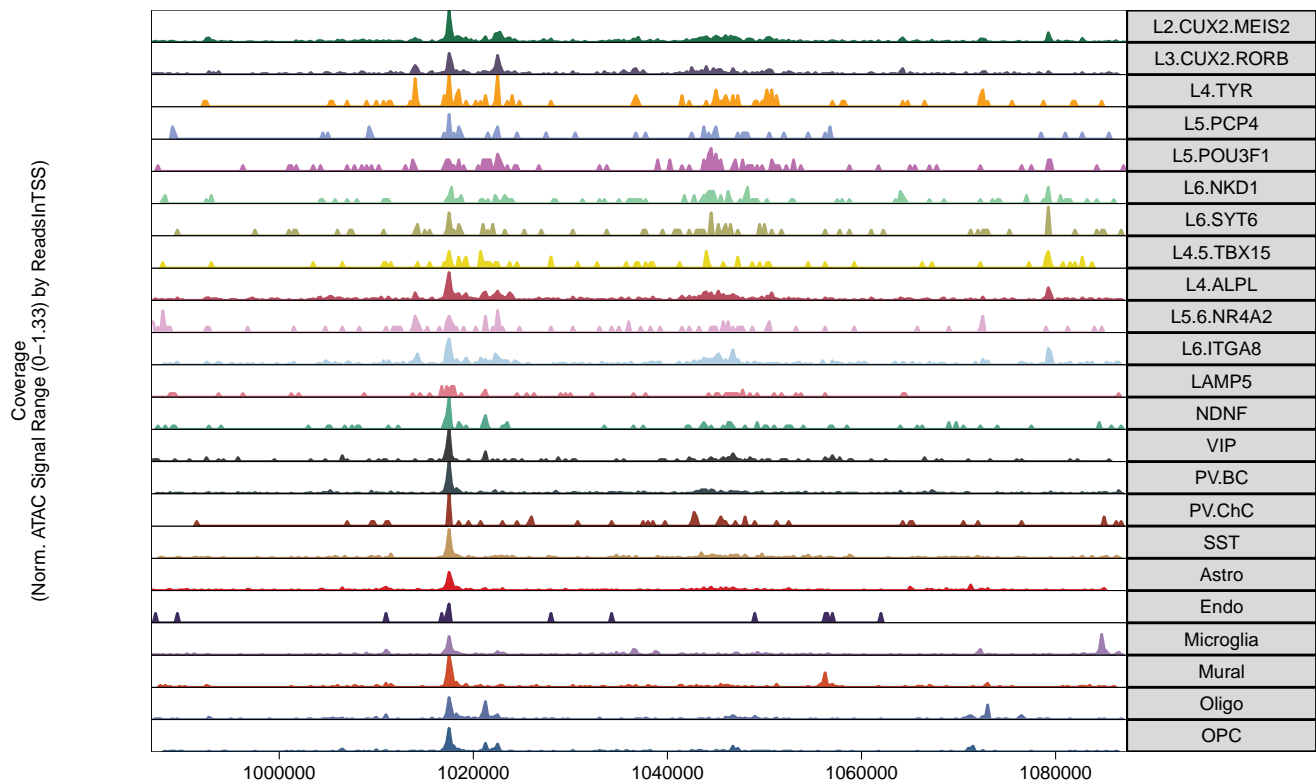 Coverage
(Norm. ATAC Signal Range (0−1.33) by ReadsInTSS)
L2.CUX2.MEIS2
L3.CUX2.RORB
L4.TYR
L5.PCP4
L5.POU3F1
L6.NKD1
L6.SYT6
L4.5.TBX15
L4.ALPL
L5.6.NR4A2
L6.ITGA8
LAMP5
NDNF
VIP
PV.BC
PV.ChC
SST
Astro
Endo
Microglia
Mural
Oligo
OPC
1000000 1020000 1040000 1060000 1080000